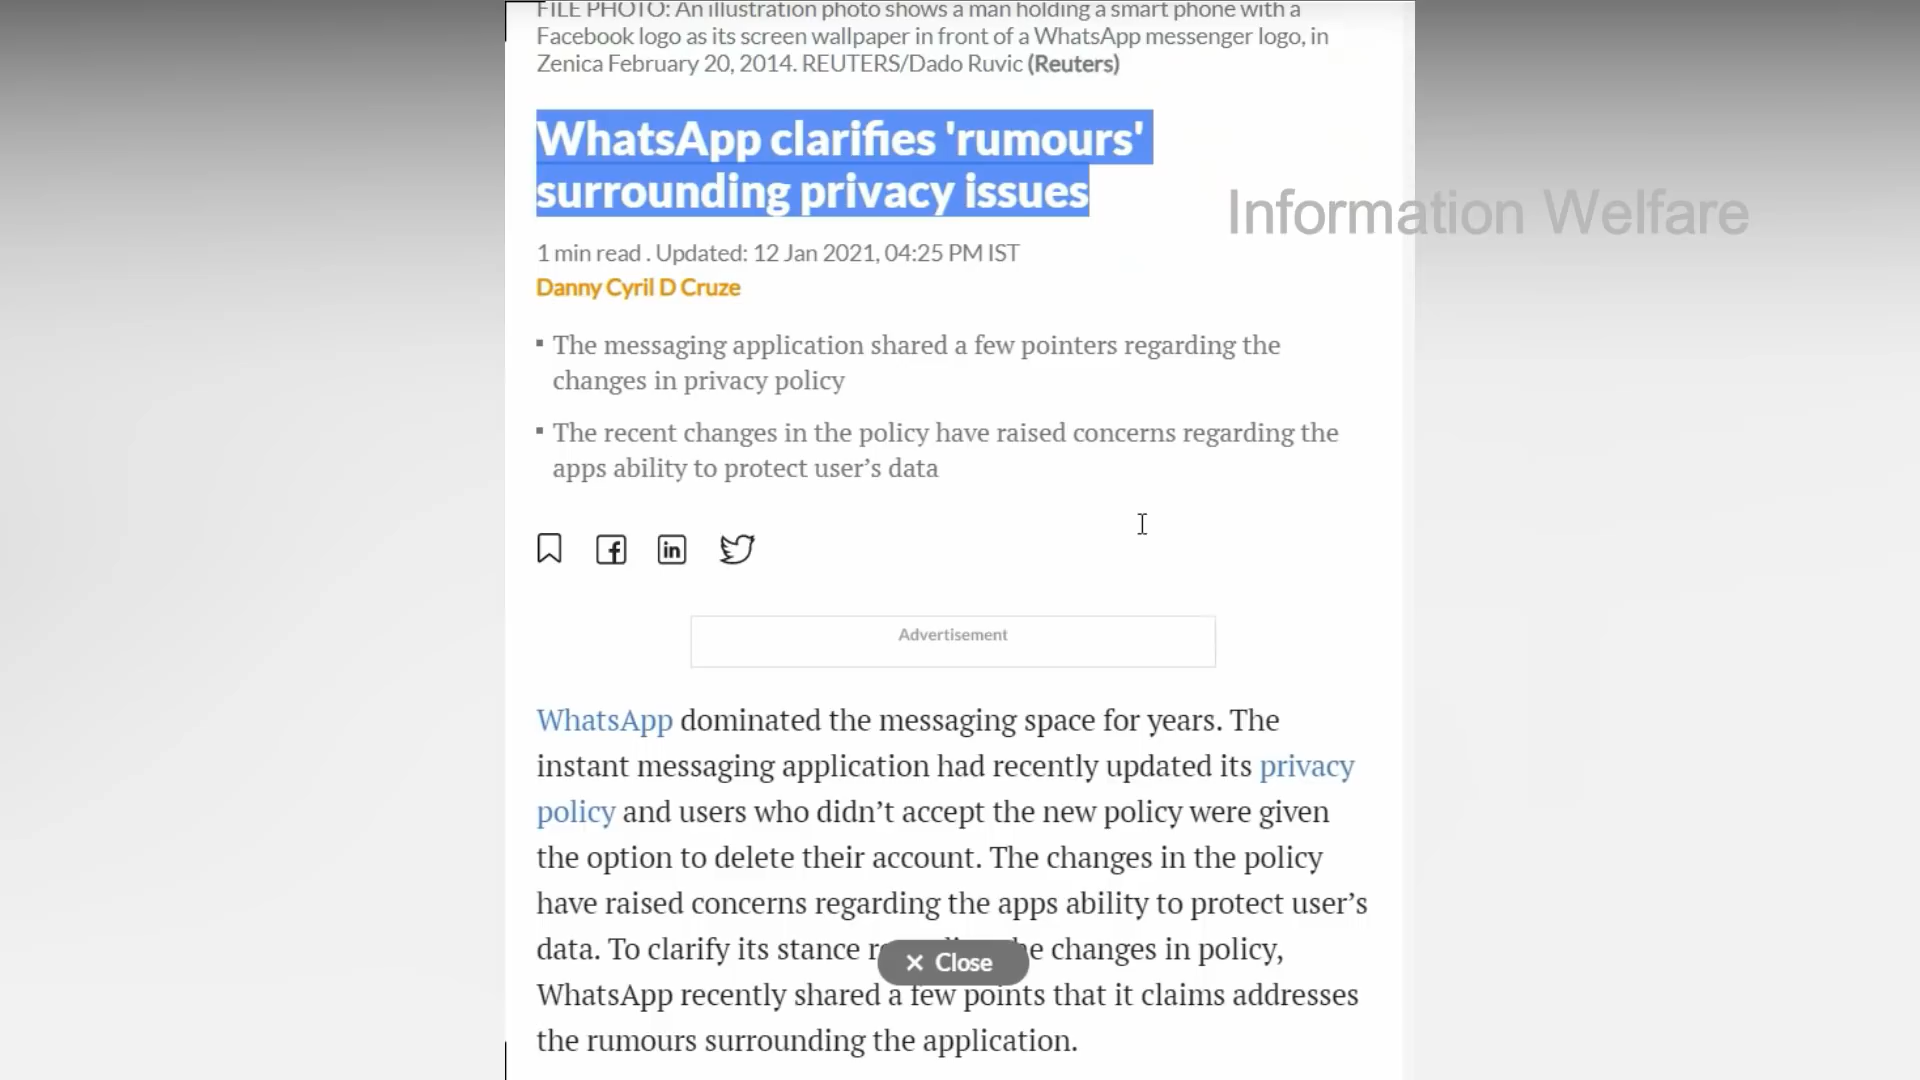 FILE PHOTO: An illustration photo shows a man holding a smart phone with a
Facebook logo as its screen wallpaper in front of a WhatsApp messenger logo, in
Zenica February 20, 2014. REUTERS/Dado Ruvic (Reuters)
WhatsApp clarifies 'rumours'
surrounding privacy issues
Information Welfare
1 min read . Updated: 12 Jan 2021, 04:25 PM IST
Danny Cyril D Cruze
▪ The messaging application shared a few pointers regarding the
changes in privacy policy
▪ The recent changes in the policy have raised concerns regarding the
apps ability to protect user’s data
Advertisement
WhatsApp dominated the messaging space for years. The
instant messaging application had recently updated its privacy
policy and users who didn’t accept the new policy were given
the option to delete their account. The changes in the policy
have raised concerns regarding the apps ability to protect user’s
data. To clarify its stance changes in policy,
✕ Close
WhatsApp recently shared a few points that it claims addresses
the rumours surrounding the application.